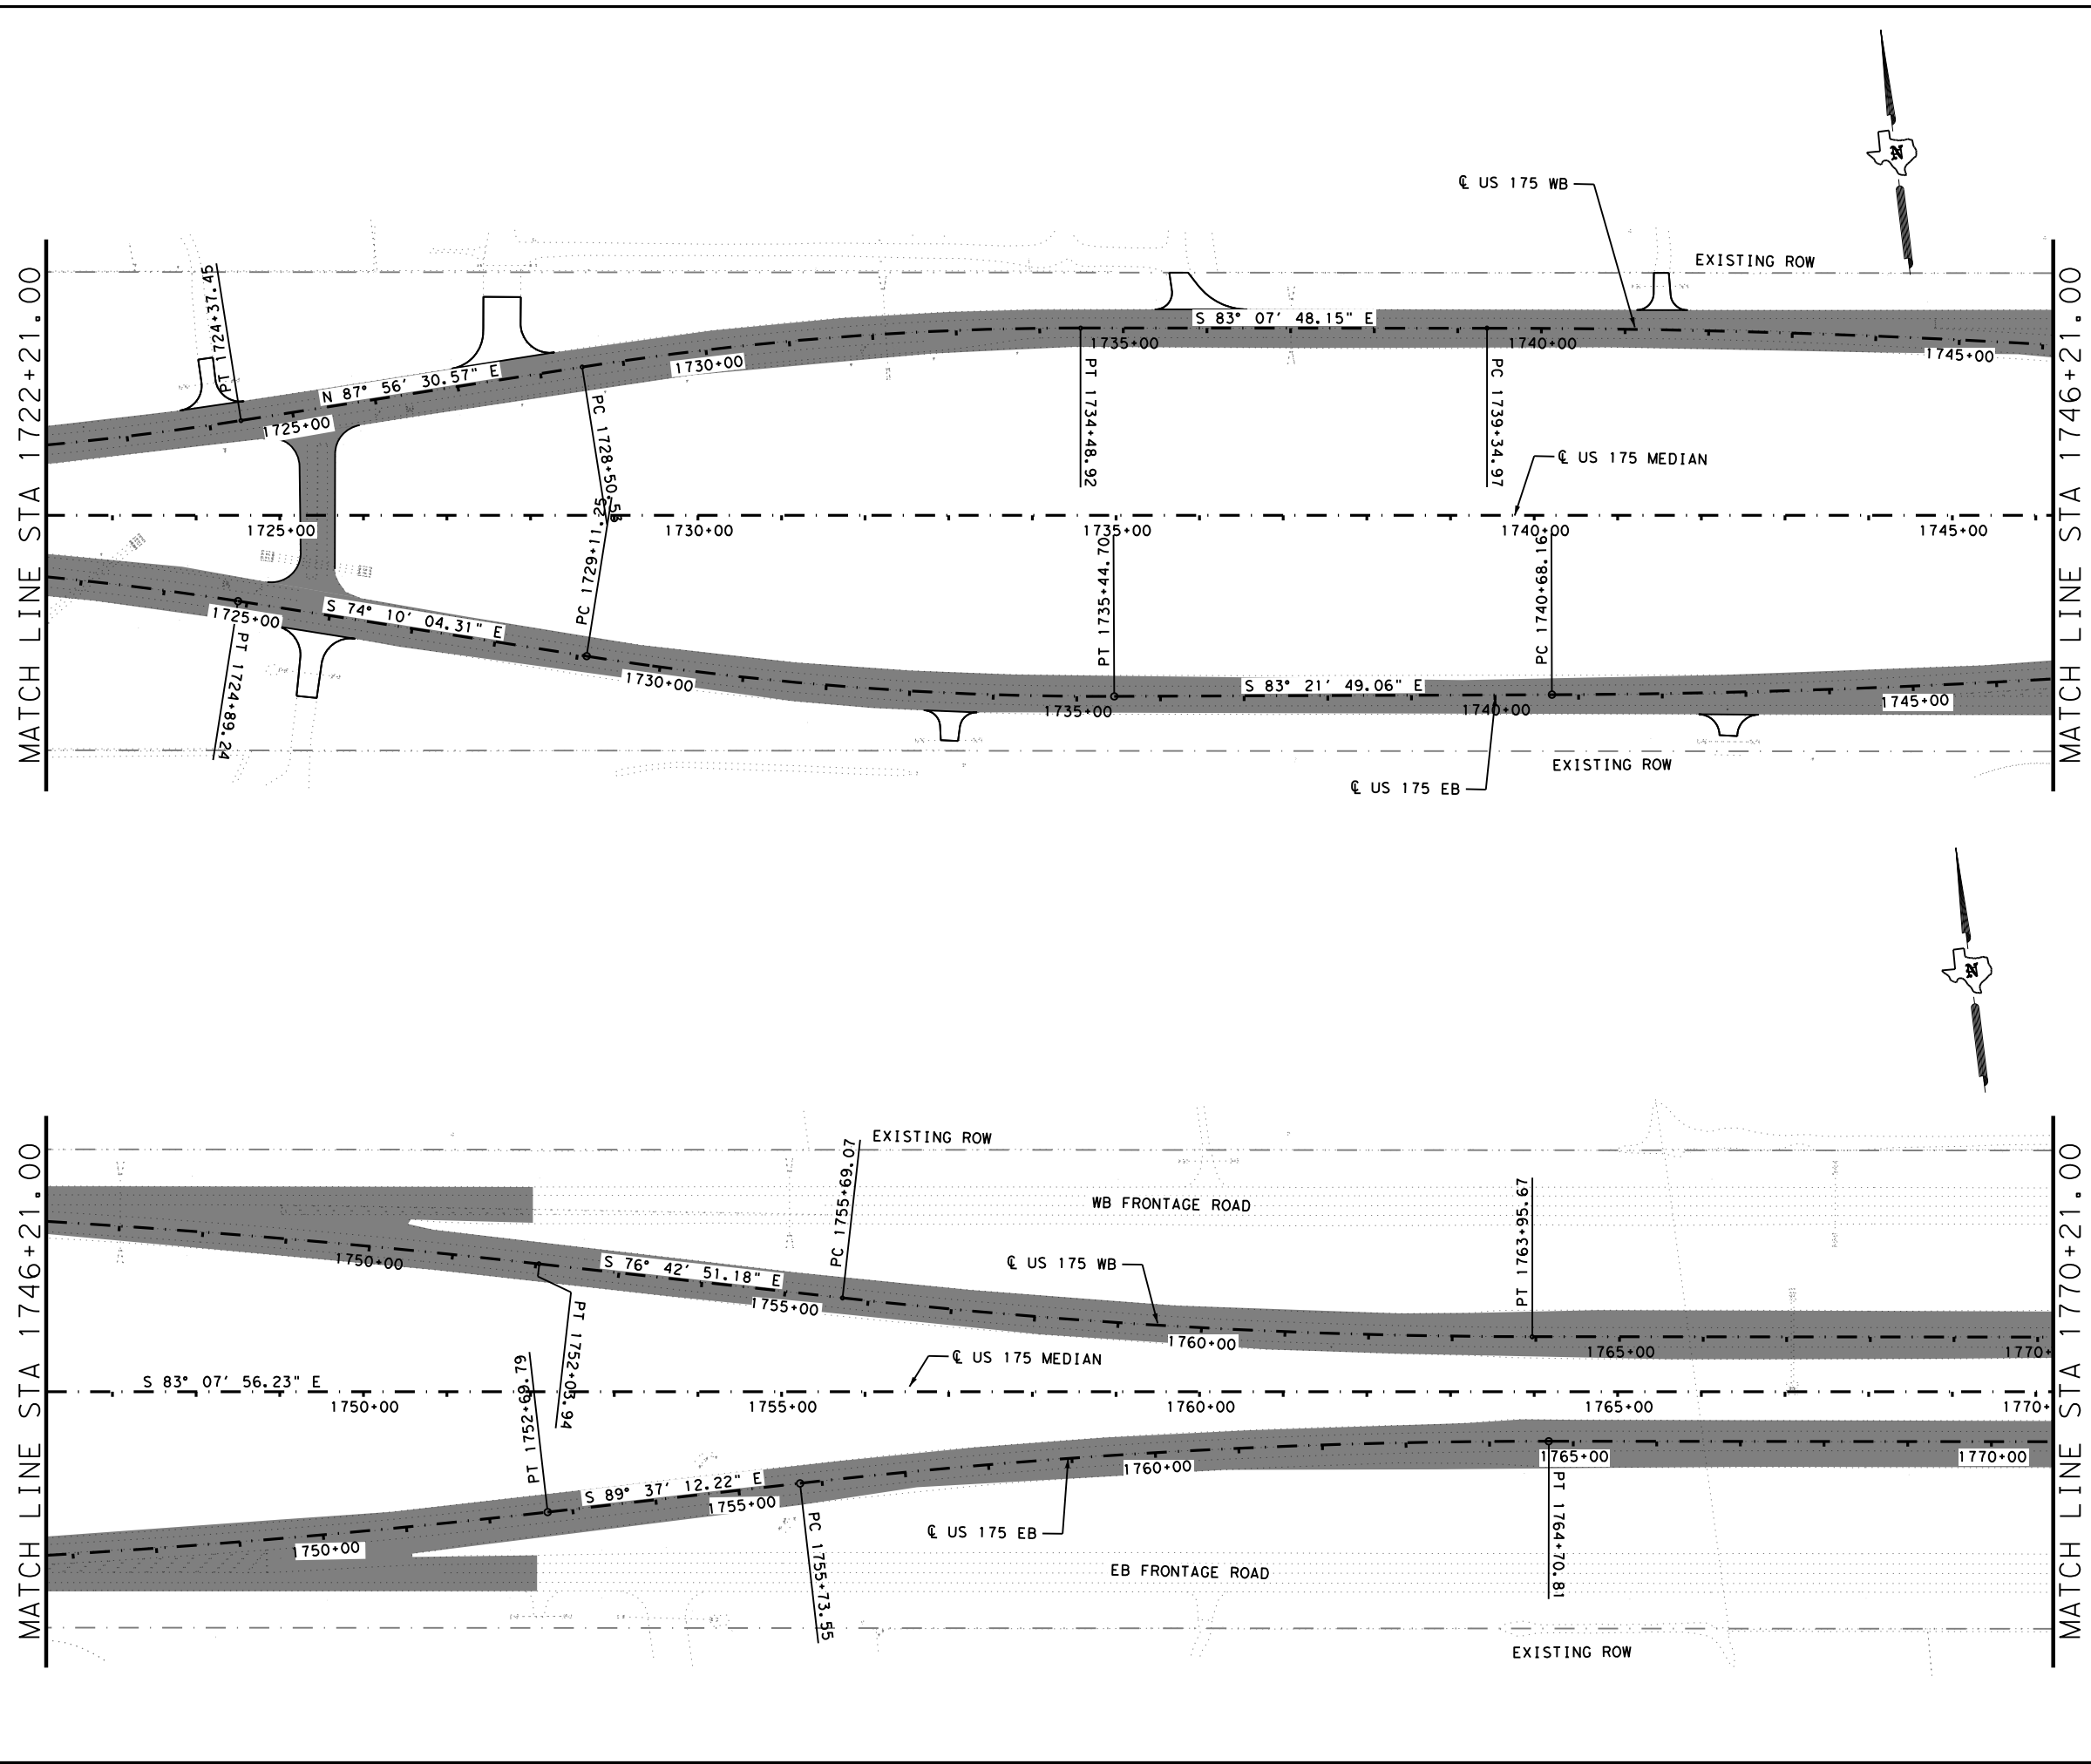 N
℄ US 175 WB
EXISTING ROW
MATCH LINE STA 1722+21.00
MATCH LINE STA 1746+21.00
PT 1724+37.45
N 87° 56' 30.57" E
1725+00
1730+00
PC 1728+50.58
S 83° 07' 48.15" E
1735+00
PT 1734+48.92
1740+00
PC 1739+34.97
1745+00
℄ US 175 MEDIAN
1725+00
1730+00
1735+00
1740+00
1745+00
PC 1729+11.25
PT 1735+44.70
PC 1740+68.16
1725+00
S 74° 10' 04.31" E
PT 1724+89.24
1730+00
1735+00
S 83° 21' 49.06" E
1740+00
1745+00
℄ US 175 EB
EXISTING ROW
N
MATCH LINE STA 1746+21.00
MATCH LINE STA 1770+21.00
EXISTING ROW
PC 1755+69.07
WB FRONTAGE ROAD
PT 1763+95.67
℄ US 175 WB
1750+00
S 76° 42' 51.18" E
1755+00
PT 1752+03.94
1760+00
1765+00
1770+
℄ US 175 MEDIAN
S 83° 07' 56.23" E
1750+00
1755+00
1760+00
1765+00
1770+
PT 1752+69.79
S 89° 37' 12.22" E
1750+00
1755+00
1760+00
1765+00
1770+00
PC 1755+73.55
℄ US 175 EB
PT 1764+70.81
EB FRONTAGE ROAD
EXISTING ROW